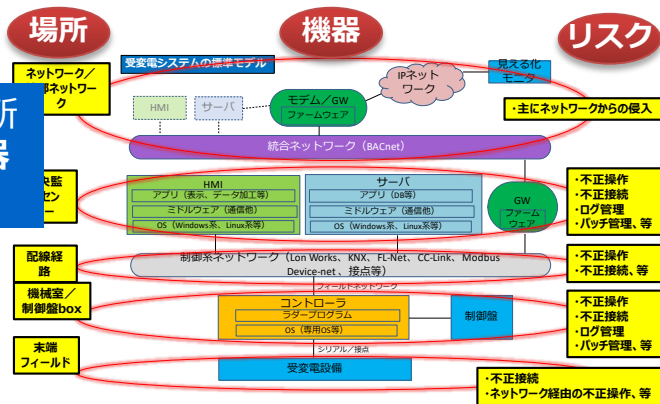 場所
機器
リスク
受変電システムの標準モデル
ネットワーク／
部ネットワー
ク
HMI
サーバ
モデム／GW
ファームウェア
IPネット
ワーク
見える化
モニタ
・主にネットワークからの侵入
所
器
統合ネットワーク（BACnet）
央監
セン
ー
HMI
アプリ（表示、データ加工等）
ミドルウェア（通信他）
OS（Windows系、Linux系等）
サーバ
アプリ（DB等）
ミドルウェア（通信他）
OS（Windows系、Linux系等）
GW
ファーム
ウェア
・不正操作
・不正接続
・ログ管理
・パッチ管理、等
配線経
路
制御系ネットワーク（Lon Works、KNX、FL-Net、CC-Link、Modbus
Device-net、接点等）
・不正操作
・不正接続、等
フィールドネットワーク
機械室／
制御盤box
コントローラ
ラダープログラム
OS（専用OS等）
制御盤
・不正操作
・不正接続
・ログ管理
・パッチ管理、等
シリアル／接点
末端
フィールド
受変電設備
・不正接続
・ネットワーク経由の不正操作、等